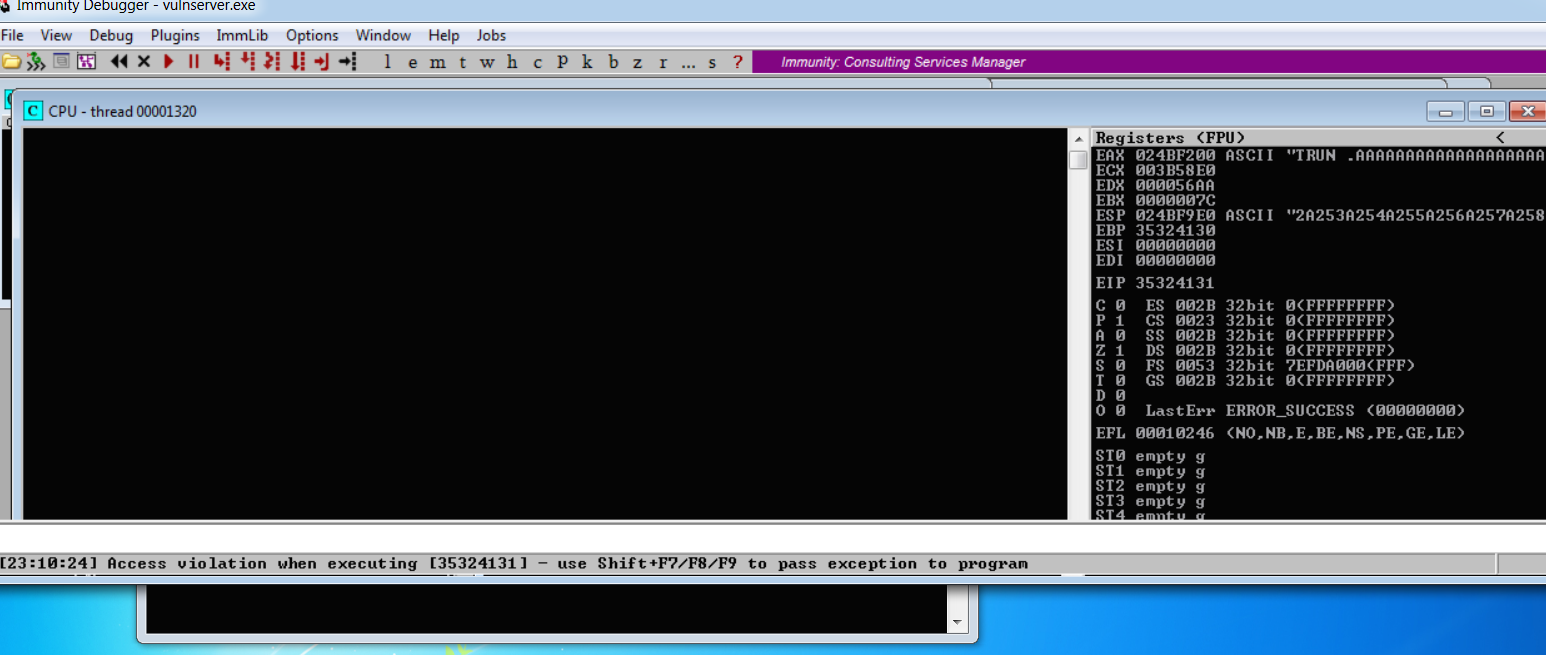 Immunity Debugger - vulnserver.exe
File View Debug Plugins ImmLib Options Window Help Jobs
l e m t w h c P k b z r ... s ? Immunity: Consulting Services Manager
C CPU - thread 00001320
Registers (FPU) <
EAX 024BF200 ASCII "TRUN .AAAAAAAAAAAAAAAAAAA
ECX 003B58E0
EDX 000056AA
EBX 0000007C
ESP 024BF9E0 ASCII "2A253A254A255A256A257A258
EBP 35324130
ESI 00000000
EDI 00000000
EIP 35324131
C 0 ES 002B 32bit 0(FFFFFFFF)
P 1 CS 0023 32bit 0(FFFFFFFF)
A 0 SS 002B 32bit 0(FFFFFFFF)
Z 1 DS 002B 32bit 0(FFFFFFFF)
S 0 FS 0053 32bit 7EFDA000(FFF)
T 0 GS 002B 32bit 0(FFFFFFFF)
D 0
O 0 LastErr ERROR_SUCCESS (00000000)
EFL 00010246 (NO,NB,E,BE,NS,PE,GE,LE)
ST0 empty g
ST1 empty g
ST2 empty g
ST3 empty g
ST4 empty g
[23:10:24] Access violation when executing [35324131] - use Shift+F7/F8/F9 to pass exception to program